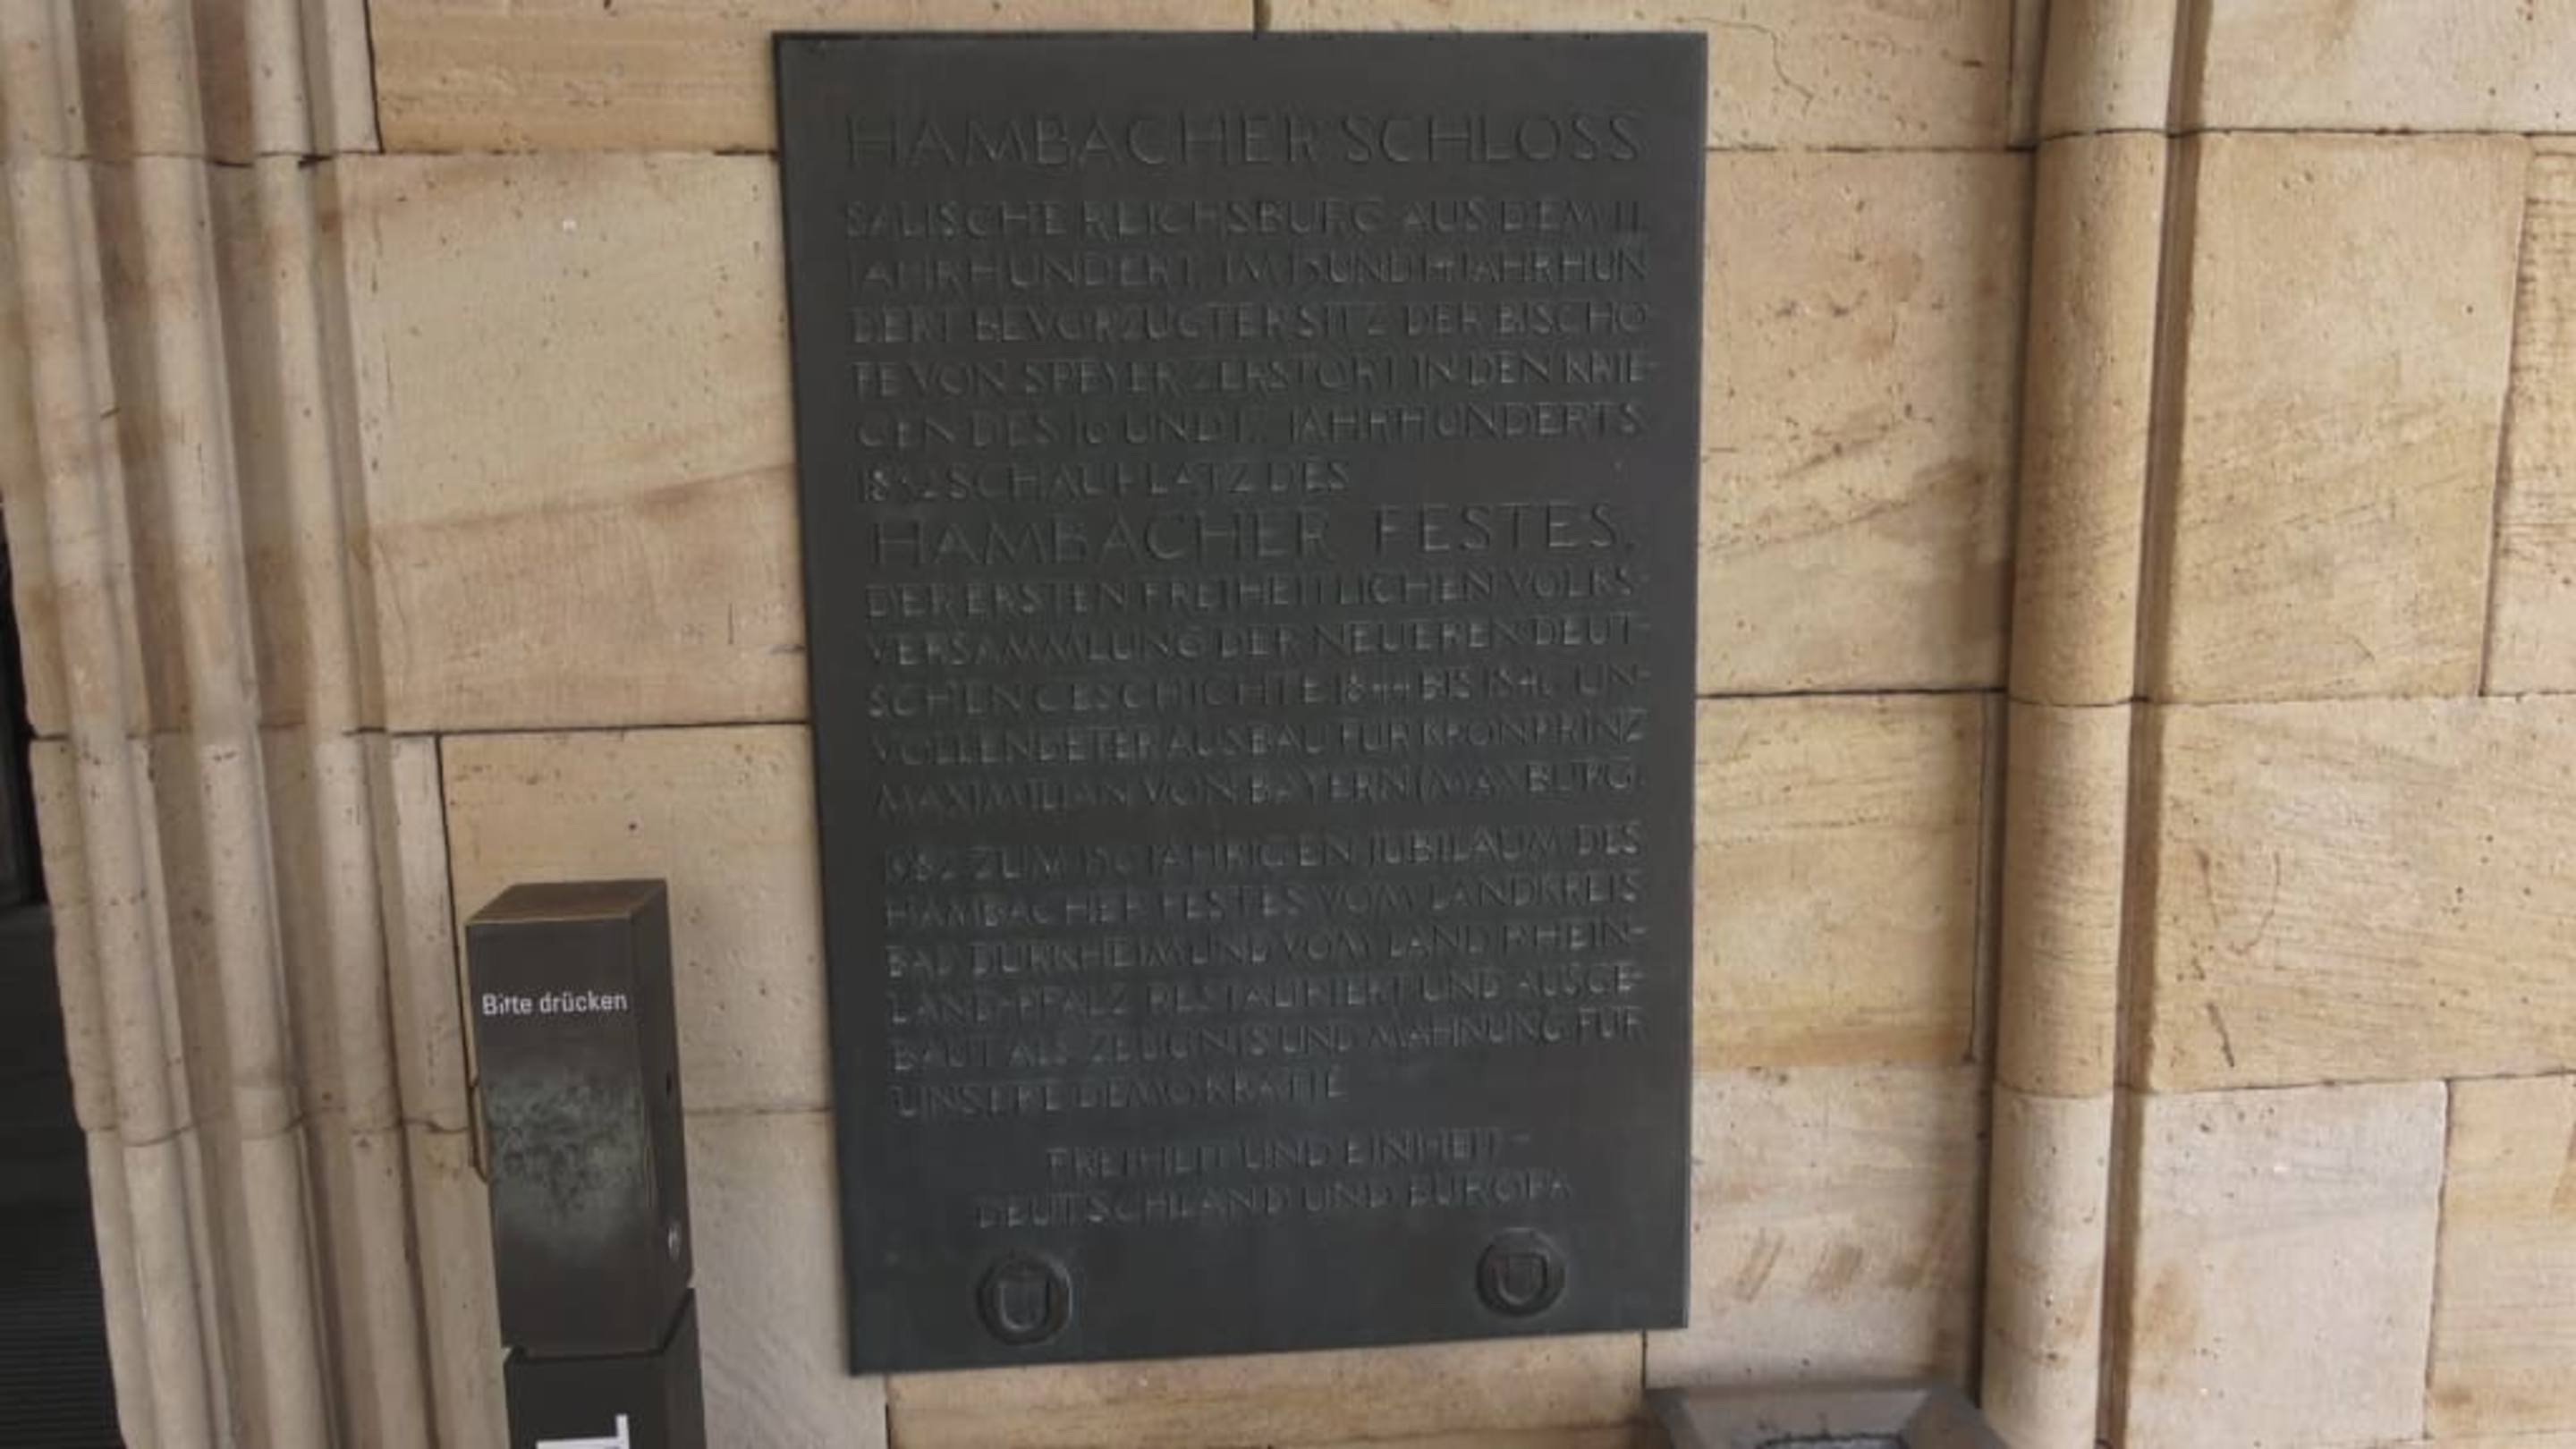 HAMBACHER SCHLOSS
SALISCHE REICHSBURG AUS DEM 11.
JAHRHUNDERT. IM 13. UND 14. JAHRHUN
DERT BEVORZUGTER SITZ DER BISCHÖ
FE VON SPEYER ZERSTÖRT IN DEN KRIE-
GEN DES 16. UND 17. JAHRHUNDERTS.
1832 SCHAUPLATZ DES
HAMBACHER FESTES,
DER ERSTEN FREIHEITLICHEN VOLKS-
VERSAMMLUNG DER NEUEREN DEUT-
SCHEN GESCHICHTE 1844 BIS 1846 UN-
VOLLENDETER AUSBAU FÜR KRONPRINZ
MAXIMILIAN VON BAYERN (MAXBURG).
1982 ZUM 150 JÄHRIGEN JUBILÄUM DES
HAMBACHER FESTES VOM LANDKREIS
BAD DÜRKHEIM UND VOM LAND RHEIN-
LAND-PFALZ RESTAURIERT UND AUSGE-
BAUT ALS ZEUGNIS UND MAHNUNG FÜR
UNSERE DEMOKRATIE
FREIHEIT UND EINHEIT -
DEUTSCHLAND UND EUROPA
Bitte drücken